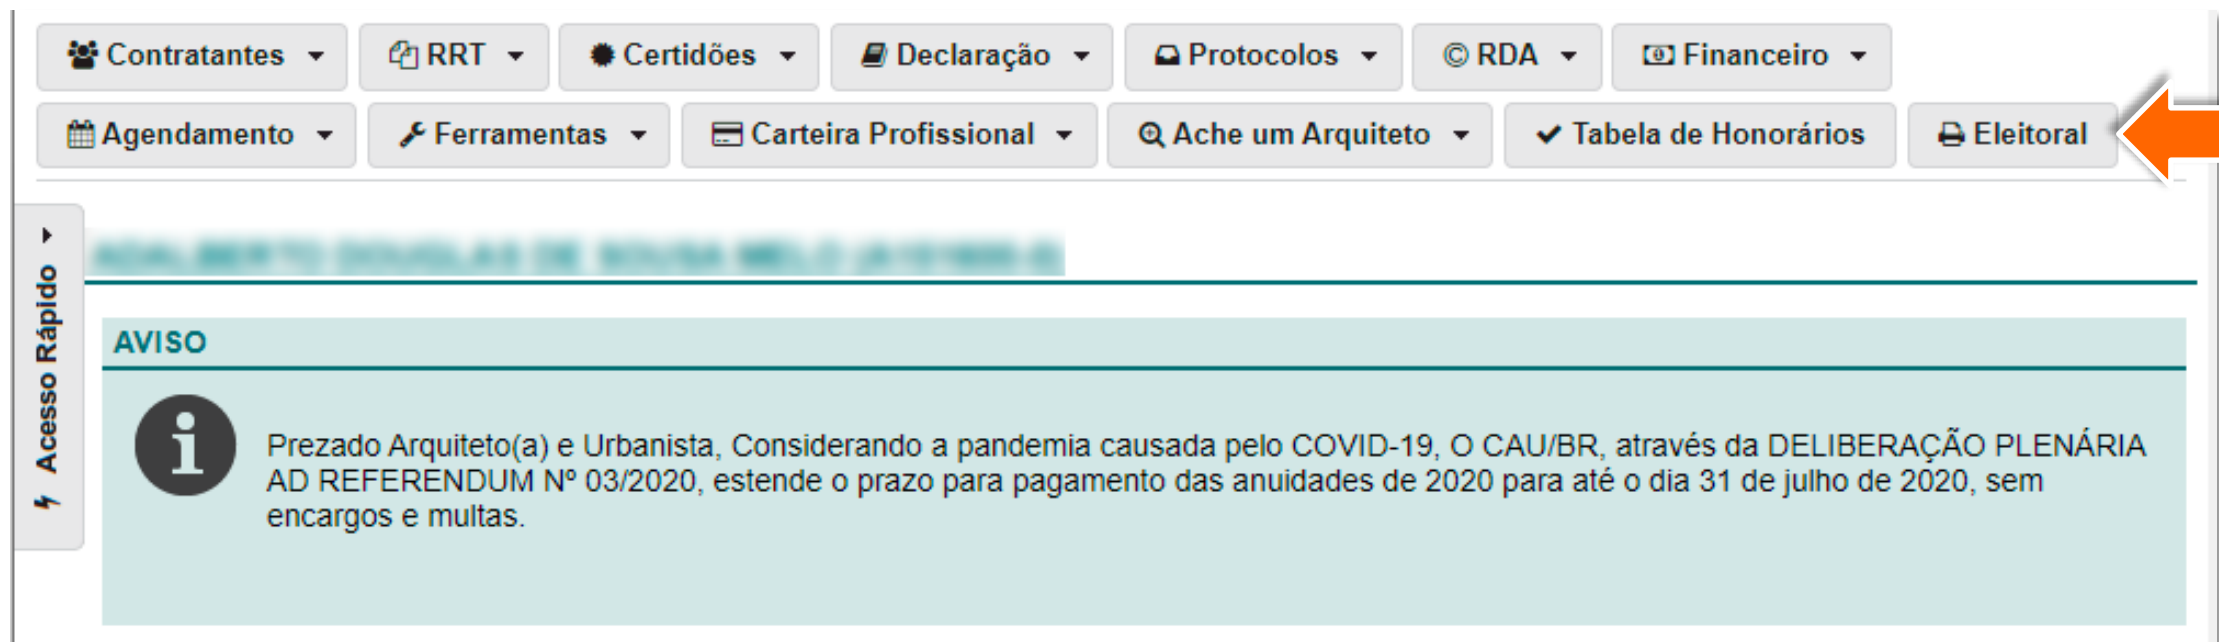 Contratantes
RRT
Certidões
Declaração
Protocolos
© RDA
Financeiro
Agendamento
Ferramentas
Carteira Profissional
Ache um Arquiteto
Tabela de Honorários
Eleitoral
Acesso Rápido
AVISO
Prezado Arquiteto(a) e Urbanista, Considerando a pandemia causada pelo COVID-19, O CAU/BR, através da DELIBERAÇÃO PLENÁRIA
AD REFERENDUM Nº 03/2020, estende o prazo para pagamento das anuidades de 2020 para até o dia 31 de julho de 2020, sem
encargos e multas.